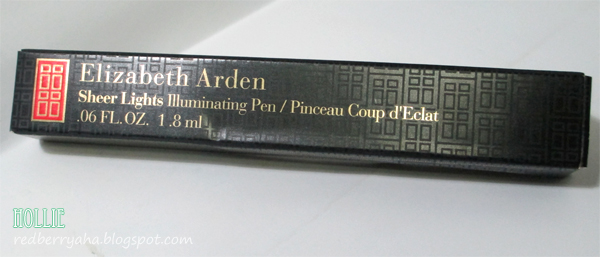 Elizabeth Arden
Sheer Lights Illuminating Pen / Pinceau Coup d'Eclat
.06 FL.OZ. 1.8 ml
HOLLIE
redberryaha.blogspot.com